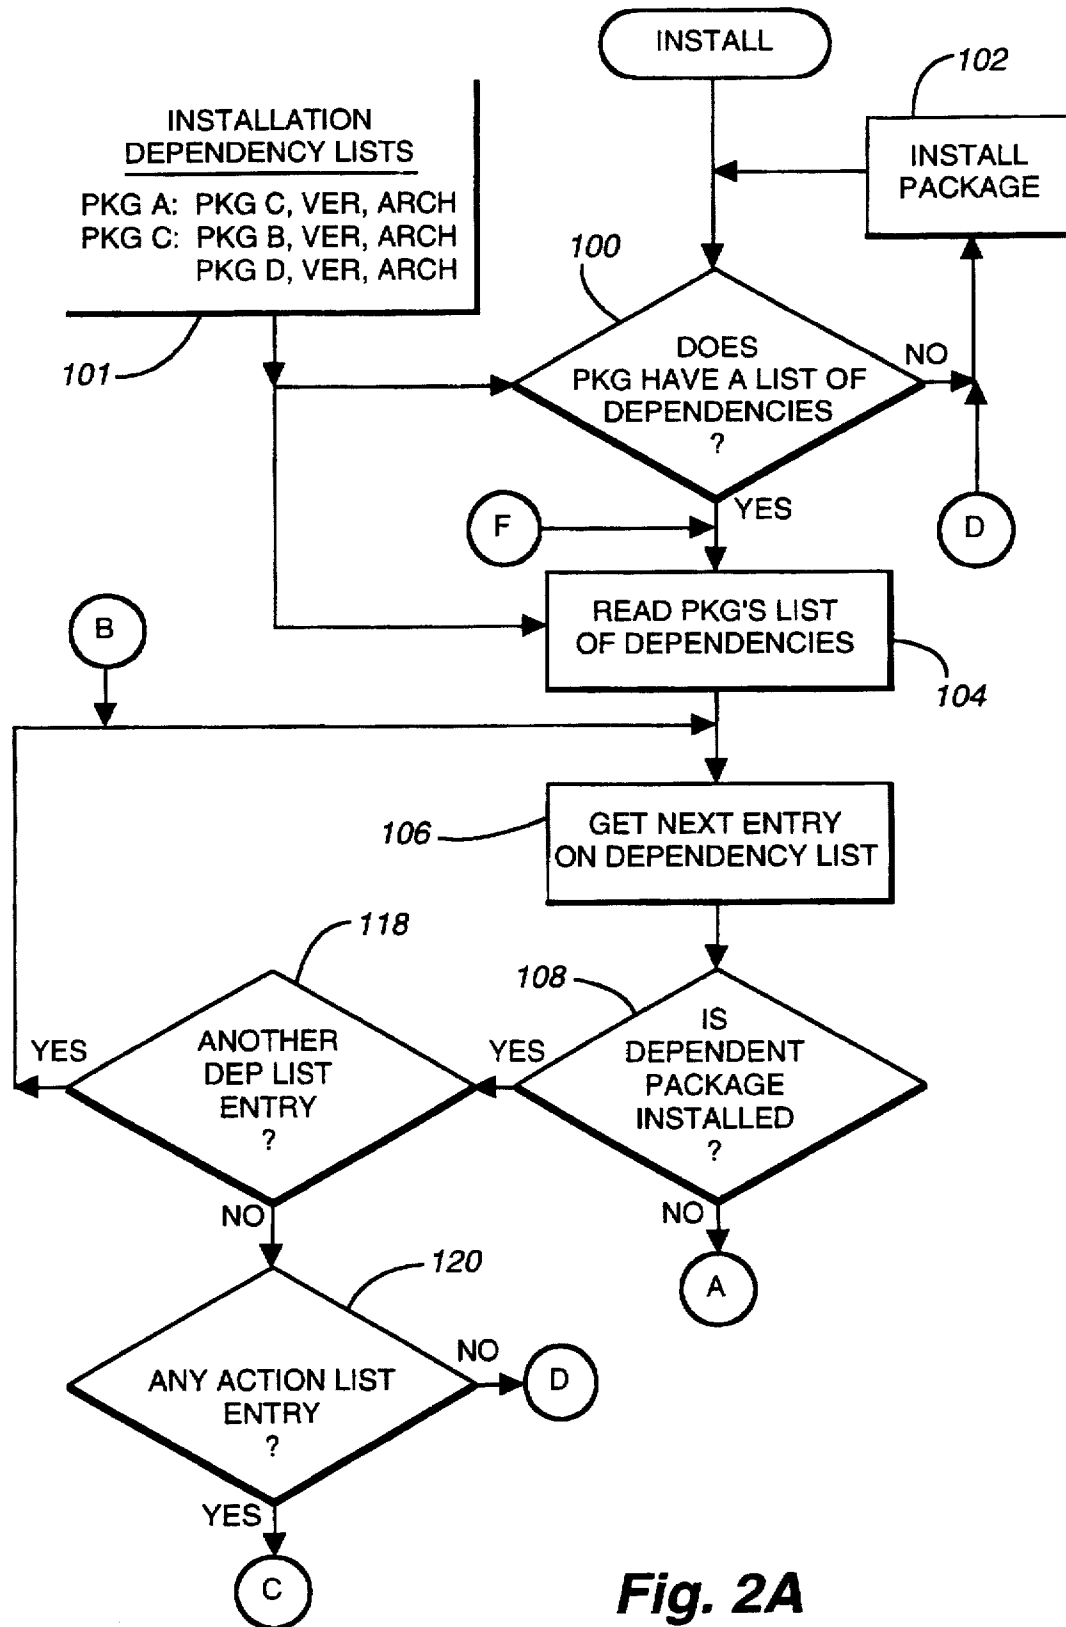 INSTALL
102
INSTALLATION
DEPENDENCY LISTS
PKG A: PKG C, VER, ARCH
PKG C: PKG B, VER, ARCH
PKG D, VER, ARCH
INSTALL
PACKAGE
100
101
DOES
PKG HAVE A LIST OF
DEPENDENCIES
?
NO
YES
F
D
B
READ PKG'S LIST
OF DEPENDENCIES
104
106
GET NEXT ENTRY
ON DEPENDENCY LIST
118
108
YES
ANOTHER
DEP LIST
ENTRY
?
YES
IS
DEPENDENT
PACKAGE
INSTALLED
?
NO
NO
A
120
ANY ACTION LIST
ENTRY
?
NO
D
YES
C
Fig. 2A